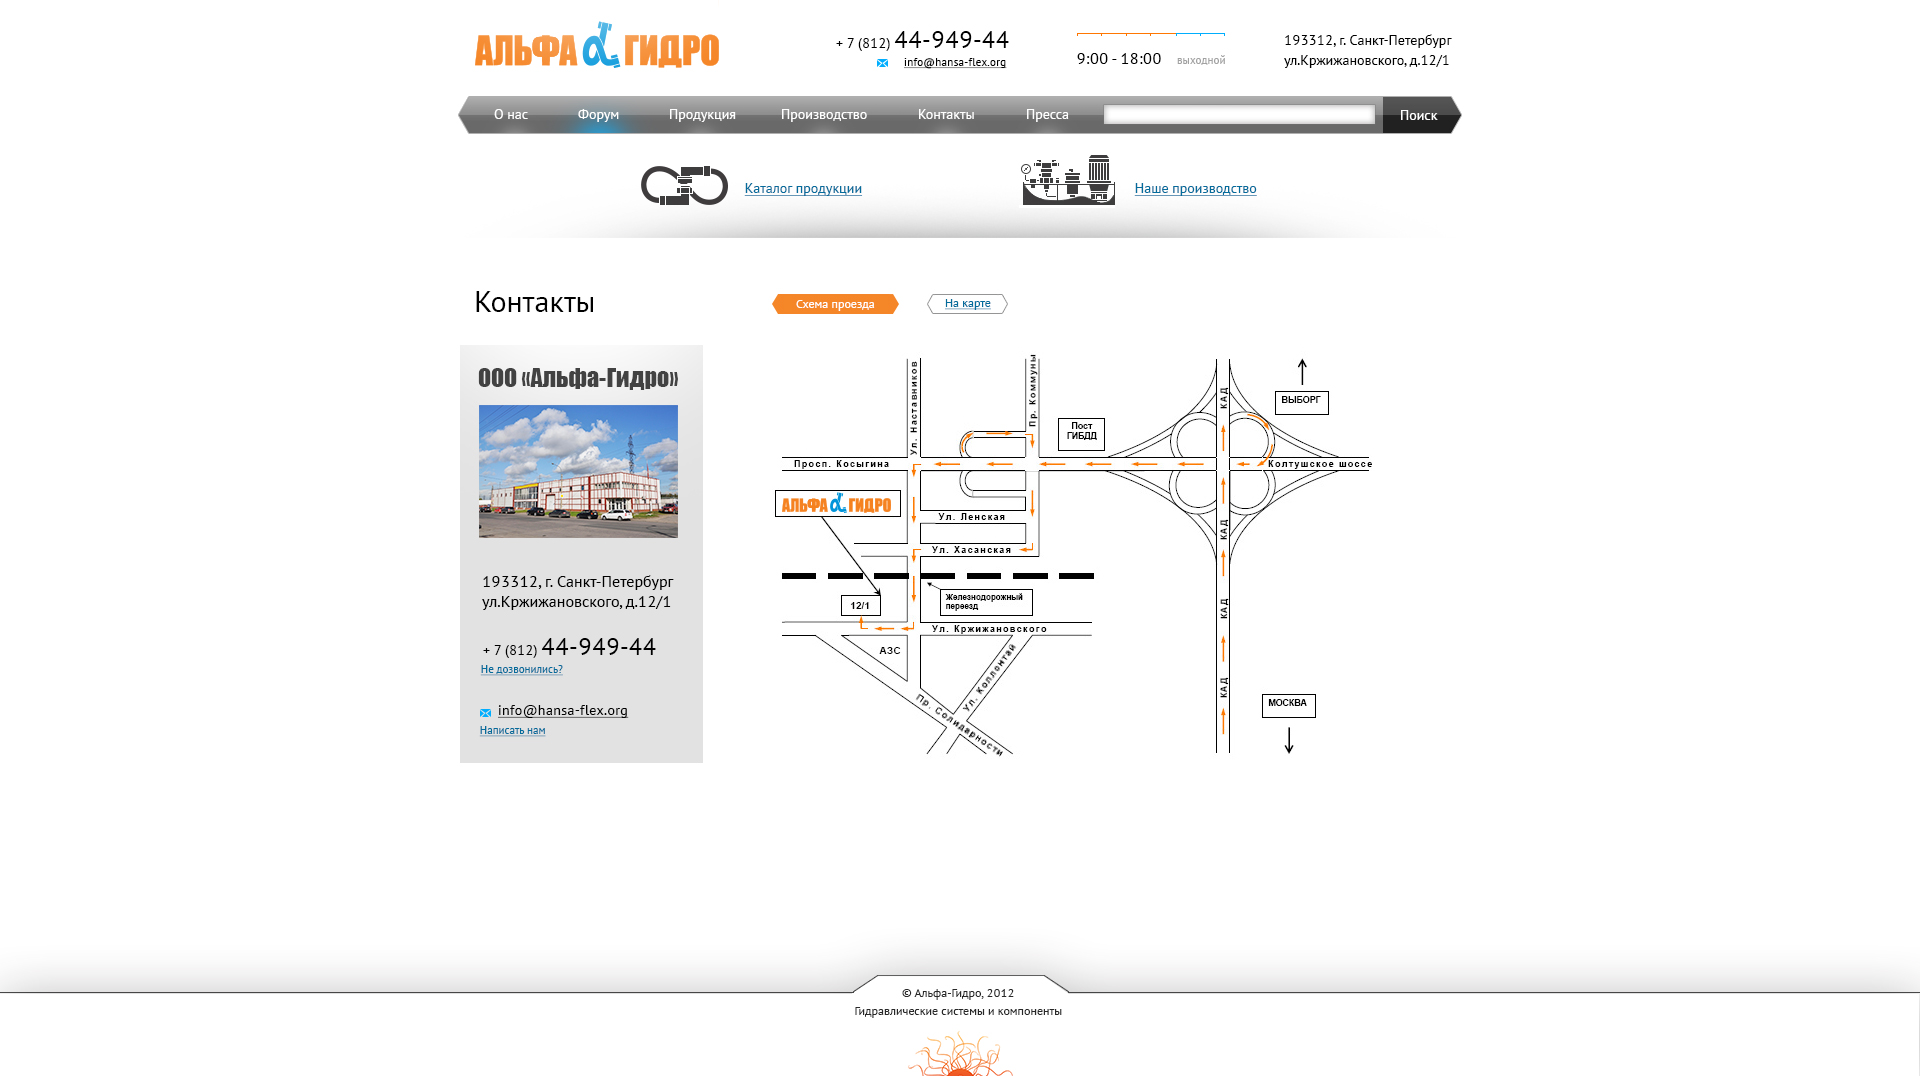 АЛЬФА ГИДРО
+ 7 (812) 44-949-44
info@hansa-flex.org
9:00 - 18:00 выходной
193312, г. Санкт-Петербург
ул.Кржижановского, д.12/1
О нас Форум Продукция Производство Контакты Пресса Поиск
Каталог продукции
Наше производство
Контакты
Схема проезда
На карте
ООО «Альфа-Гидро»
193312, г. Санкт-Петербург
ул.Кржижановского, д.12/1
+ 7 (812) 44-949-44
Не дозвонились?
info@hansa-flex.org
Написать нам
Ул. Наставников
Пр. Коммуны
Пост
ГИБДД
КАД
ВЫБОРГ
Просп. Косыгина
Колтушское шоссе
АЛЬФА ГИДРО
Ул. Ленская
КАД
Ул. Хасанская
12/1
Железнодорожный
переезд
КАД
Ул. Кржижановского
АЗС
Ул. Коллонтай
КАД
Пр. Солидарности
МОСКВА
© Альфа-Гидро, 2012
Гидравлические системы и компоненты